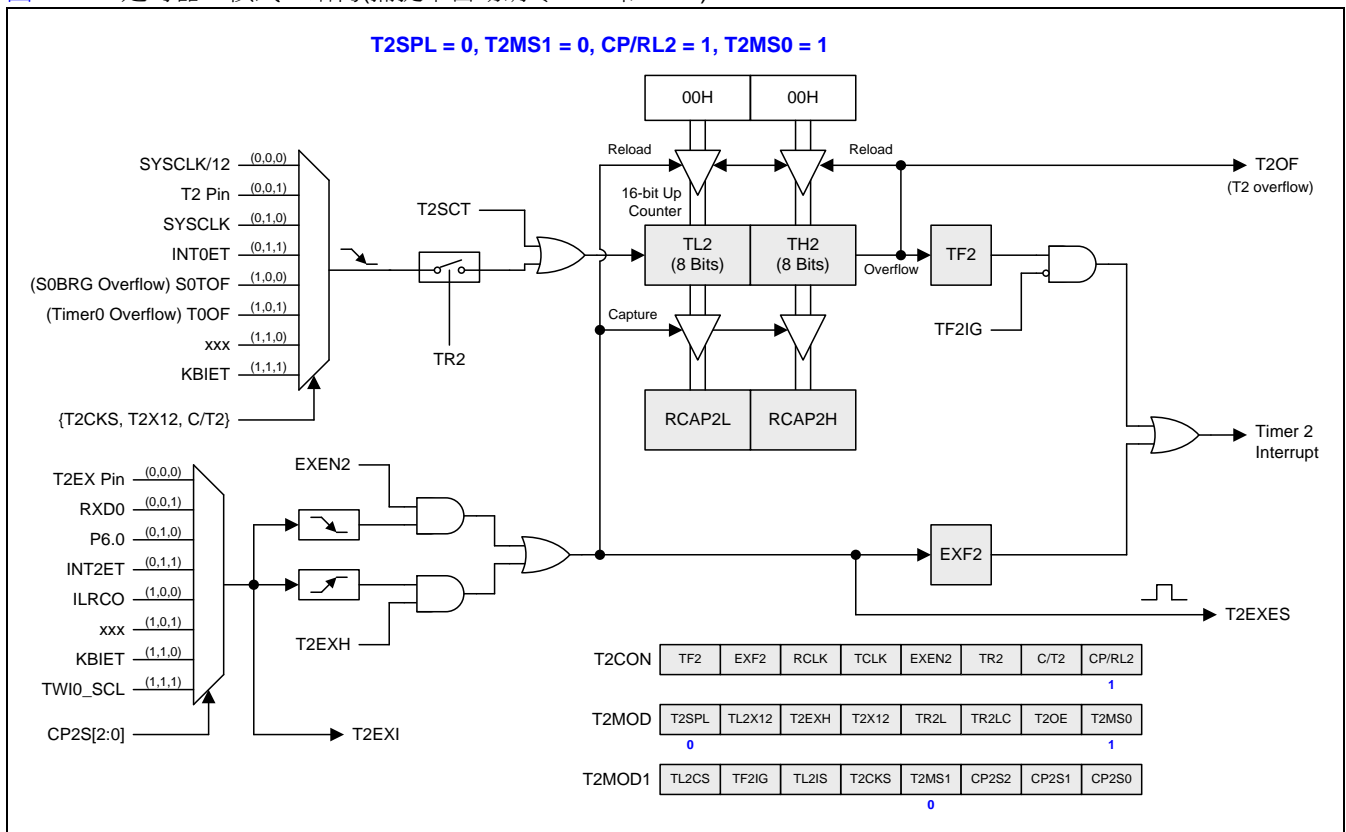 T2SPL = 0, T2MS1 = 0, CP/RL2 = 1, T2MS0 = 1
00H
00H
SYSCLK/12 (0,0,0)
T2 Pin (0,0,1)
SYSCLK (0,1,0)
INT0ET (0,1,1)
(S0BRG Overflow) S0TOF (1,0,0)
(Timer0 Overflow) T0OF (1,0,1)
xxx (1,1,0)
KBIET (1,1,1)
{T2CKS, T2X12, C/T2}
TR2
T2SCT
Reload
Reload
16-bit Up
Counter
TL2
(8 Bits)
TH2
(8 Bits)
Overflow
TF2
T2OF
(T2 overflow)
TF2IG
Capture
RCAP2L
RCAP2H
Timer 2
Interrupt
T2EX Pin (0,0,0)
RXD0 (0,0,1)
P6.0 (0,1,0)
INT2ET (0,1,1)
ILRCO (1,0,0)
xxx (1,0,1)
KBIET (1,1,0)
TWI0_SCL (1,1,1)
CP2S[2:0]
T2EXI
EXEN2
T2EXH
EXF2
T2EXES
T2CON TF2 EXF2 RCLK TCLK EXEN2 TR2 C/T2 CP/RL2
1
T2MOD T2SPL TL2X12 T2EXH T2X12 TR2L TR2LC T2OE T2MS0
0 1
T2MOD1 TL2CS TF2IG TL2IS T2CKS T2MS1 CP2S2 CP2S1 CP2S0
0